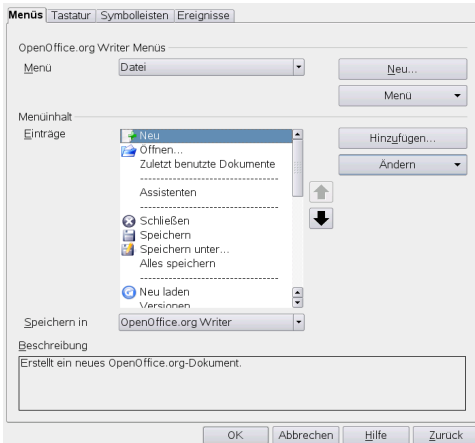 Menüs Tastatur Symbolleisten Ereignisse
OpenOffice.org Writer Menüs
Menü Datei Neu...
Menü
Menüinhalt
Einträge Neu Hinzufügen...
Öffnen...
Zuletzt benutzte Dokumente Ändern
--------------------------------
Assistenten
--------------------------------
Schließen
Speichern
Speichern unter...
Alles speichern
--------------------------------
Neu laden
Versionen
Speichern in OpenOffice.org Writer
Beschreibung
Erstellt ein neues OpenOffice.org-Dokument.
OK Abbrechen Hilfe Zurück